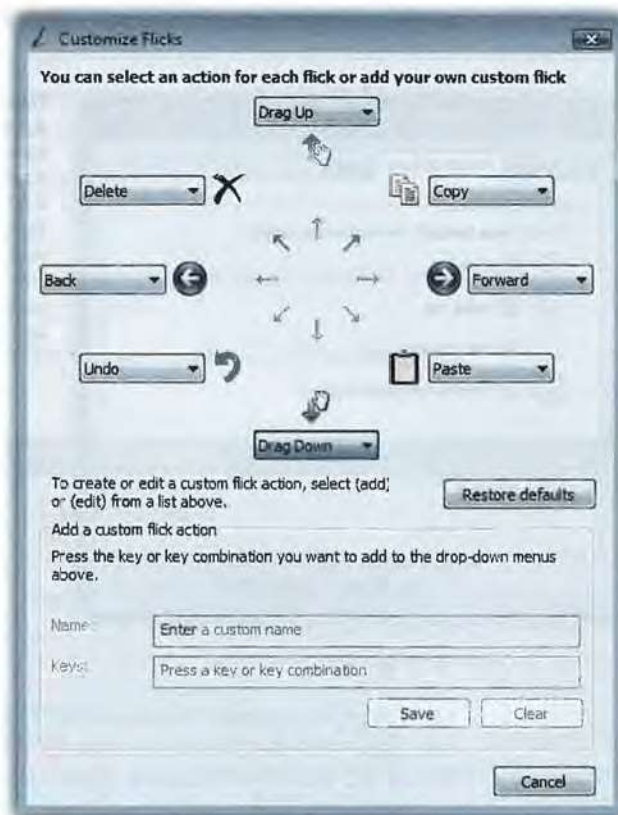 Customize Flicks
You can select an action for each flick or add your own custom flick
Drag Up
Delete
Copy
Back
Forward
Undo
Paste
Drag Down
To create or edit a custom flick action, select (add)
or (edit) from a list above.
Restore defaults
Add a custom flick action
Press the key or key combination you want to add to the drop-down menus
above.
Name:
Enter a custom name
Keys:
Press a key or key combination
Save
Clear
Cancel